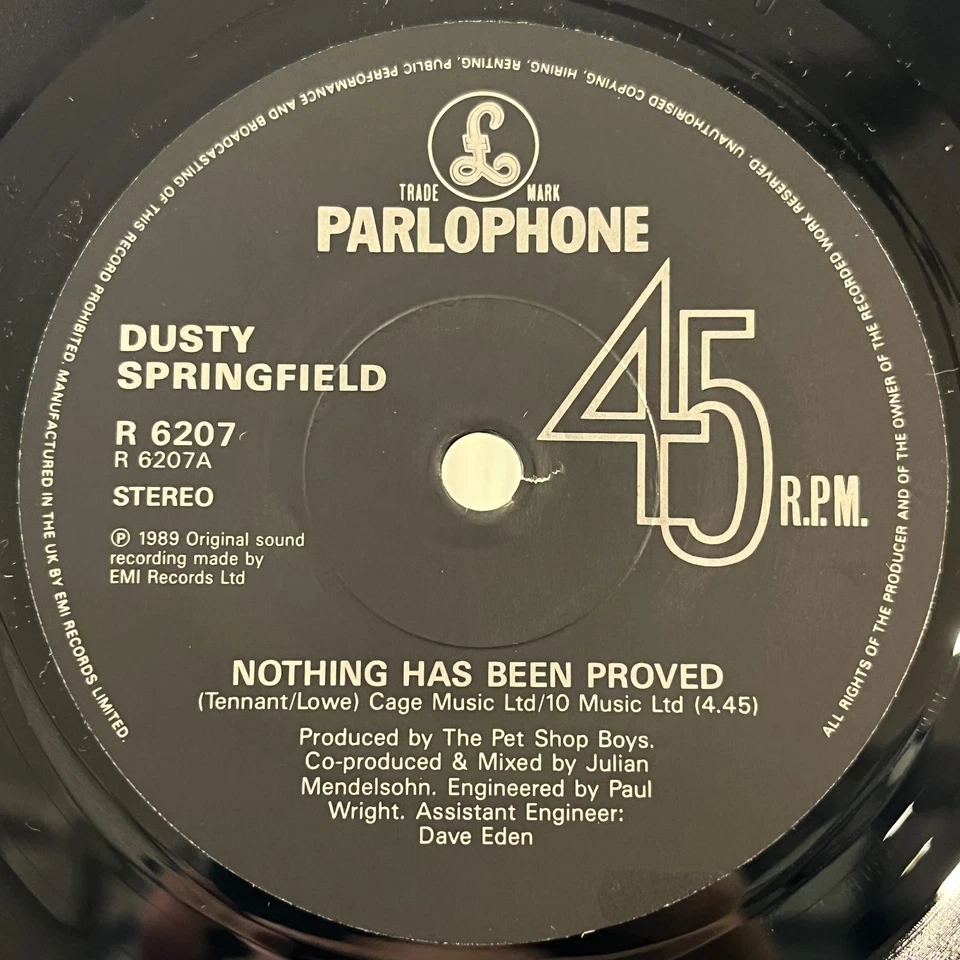 £
TRADE MARK
PARLOPHONE
45
R.P.M.
DUSTY
SPRINGFIELD
R 6207
R 6207A
STEREO
Ⓟ 1989 Original sound
recording made by
EMI Records Ltd
NOTHING HAS BEEN PROVED
(Tennant/Lowe) Cage Music Ltd/10 Music Ltd (4.45)
Produced by The Pet Shop Boys.
Co-produced & Mixed by Julian
Mendelsohn. Engineered by Paul
Wright. Assistant Engineer:
Dave Eden
ALL RIGHTS OF THE PRODUCER AND OF THE OWNER OF THE RECORDED WORK RESERVED. UNAUTHORISED COPYING, HIRING, RENTING, PUBLIC PERFORMANCE AND BROADCASTING OF THIS RECORD PROHIBITED. MANUFACTURED IN THE UK BY EMI RECORDS LIMITED.